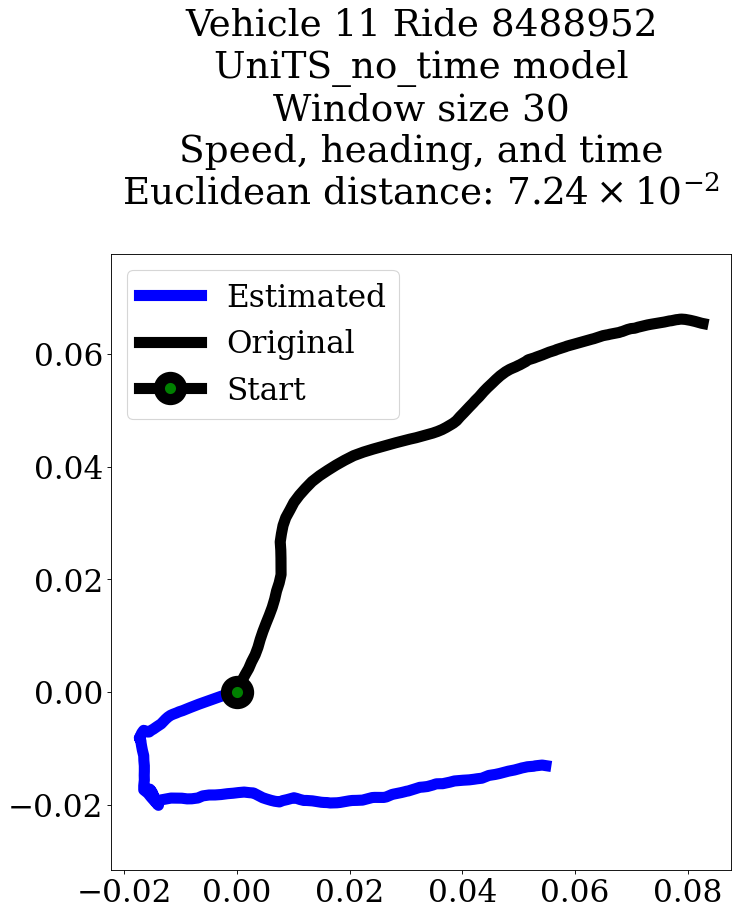 Vehicle 11 Ride 8488952
UniTS_no_time model
Window size 30
Speed, heading, and time
Euclidean distance: 7.24 × 10⁻²
Estimated
Original
Start
0.06
0.04
0.02
0.00
−0.02
−0.02 0.00 0.02 0.04 0.06 0.08